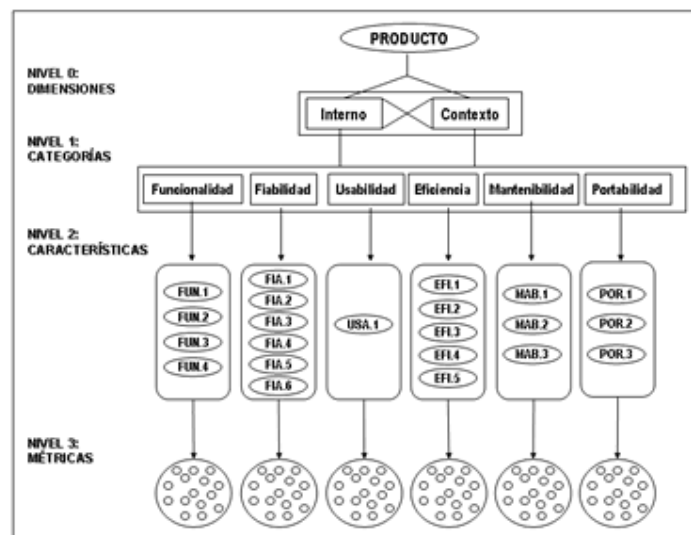 PRODUCTO
NIVEL 0:
DIMENSIONES
Interno Contexto
NIVEL 1:
CATEGORÍAS
Funcionalidad Fiabilidad Usabilidad Eficiencia Mantenibilidad Portabilidad
NIVEL 2:
CARACTERÍSTICAS
FUN.1
FUN.2
FUN.3
FUN.4
FIA.1
FIA.2
FIA.3
FIA.4
FIA.5
FIA.6
USA.1
EFI.1
EFI.2
EFI.3
EFI.4
EFI.5
MAB.1
MAB.2
MAB.3
POR.1
POR.2
POR.3
NIVEL 3:
MÉTRICAS